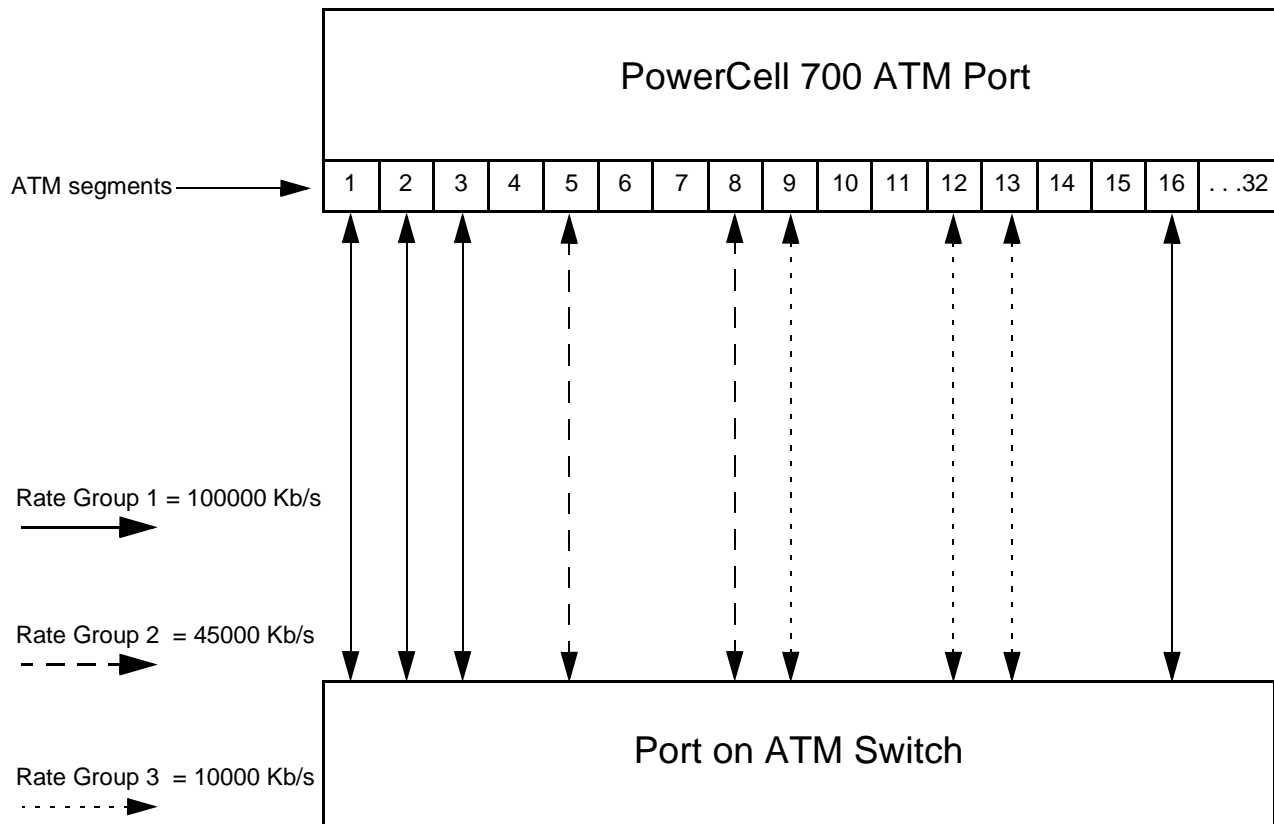 PowerCell 700 ATM Port
ATM segments
1 2 3 4 5 6 7 8 9 10 11 12 13 14 15 16 . . .32
Rate Group 1 = 100000 Kb/s
Rate Group 2 = 45000 Kb/s
Rate Group 3 = 10000 Kb/s
Port on ATM Switch